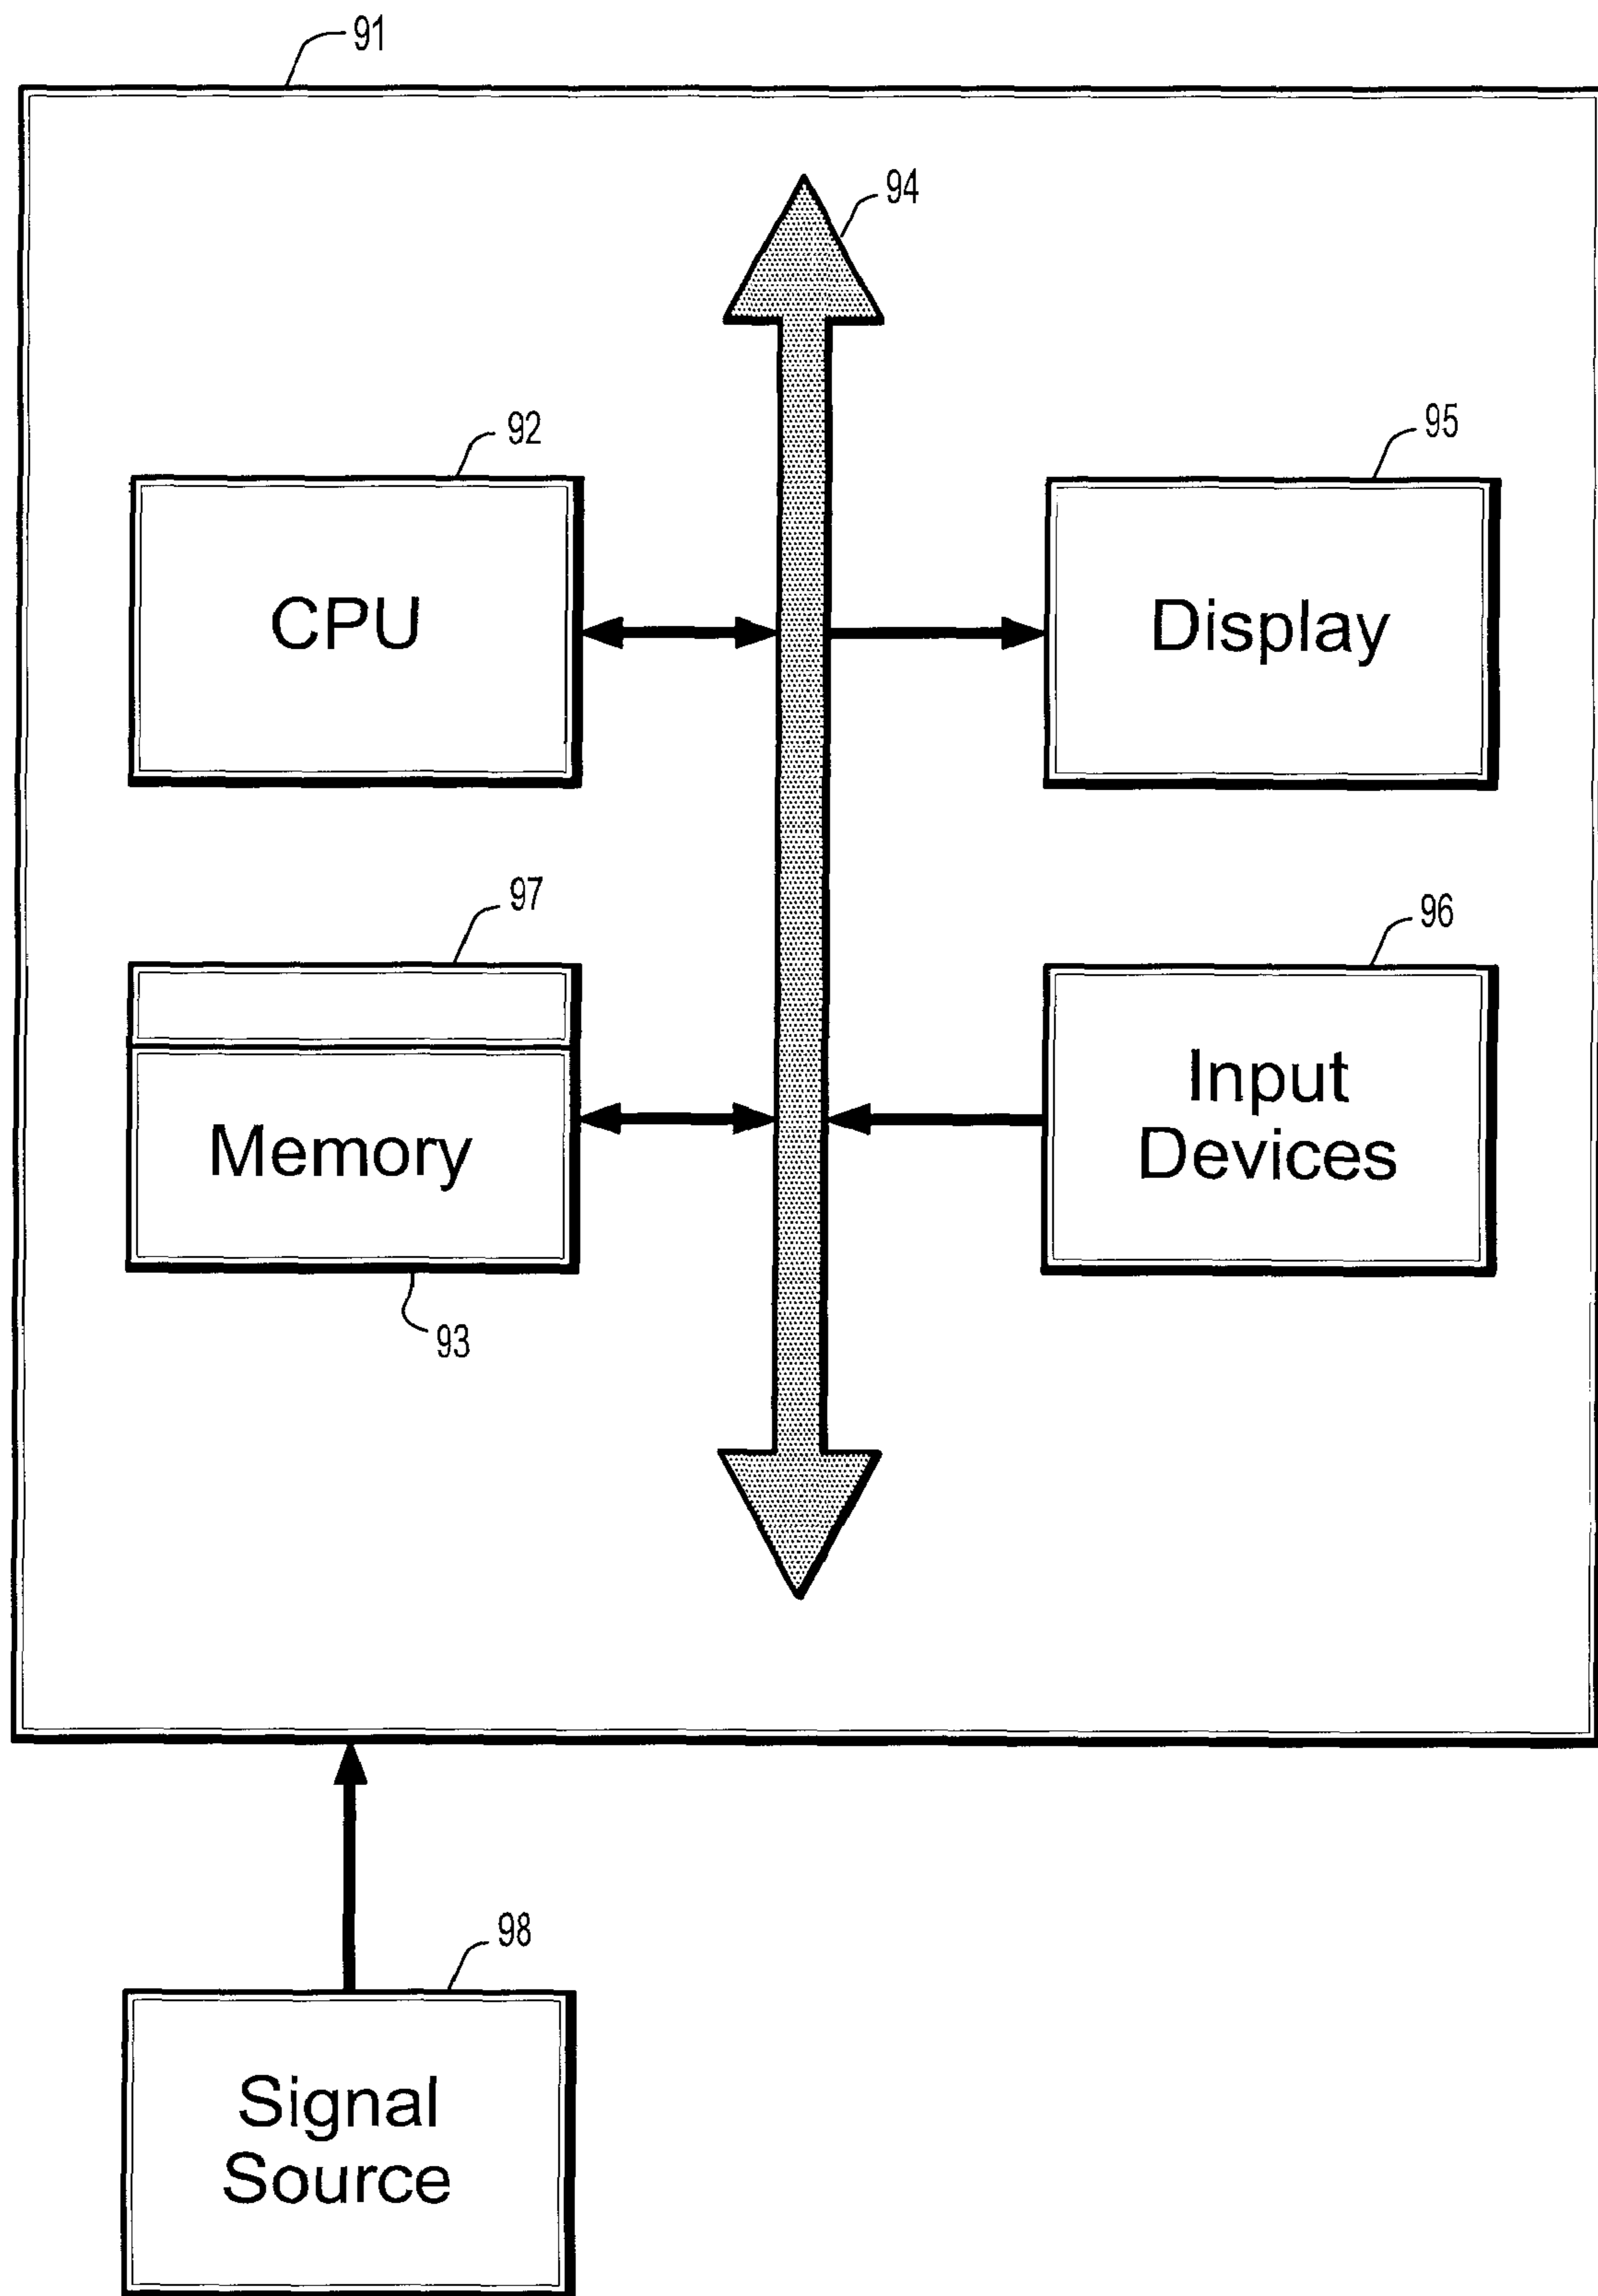 91
94
92
95
CPU
Display
97
96
Memory
Input
Devices
93
98
Signal
Source